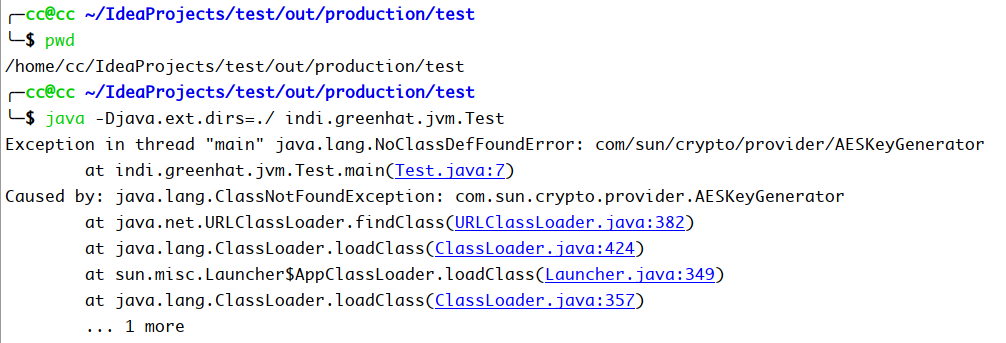 ╭─cc@cc ~/IdeaProjects/test/out/production/test
╰─$ pwd
/home/cc/IdeaProjects/test/out/production/test
╭─cc@cc ~/IdeaProjects/test/out/production/test
╰─$ java -Djava.ext.dirs=./ indi.greenhat.jvm.Test
Exception in thread "main" java.lang.NoClassDefFoundError: com/sun/crypto/provider/AESKeyGenerator
        at indi.greenhat.jvm.Test.main(Test.java:7)
Caused by: java.lang.ClassNotFoundException: com.sun.crypto.provider.AESKeyGenerator
        at java.net.URLClassLoader.findClass(URLClassLoader.java:382)
        at java.lang.ClassLoader.loadClass(ClassLoader.java:424)
        at sun.misc.Launcher$AppClassLoader.loadClass(Launcher.java:349)
        at java.lang.ClassLoader.loadClass(ClassLoader.java:357)
        ... 1 more